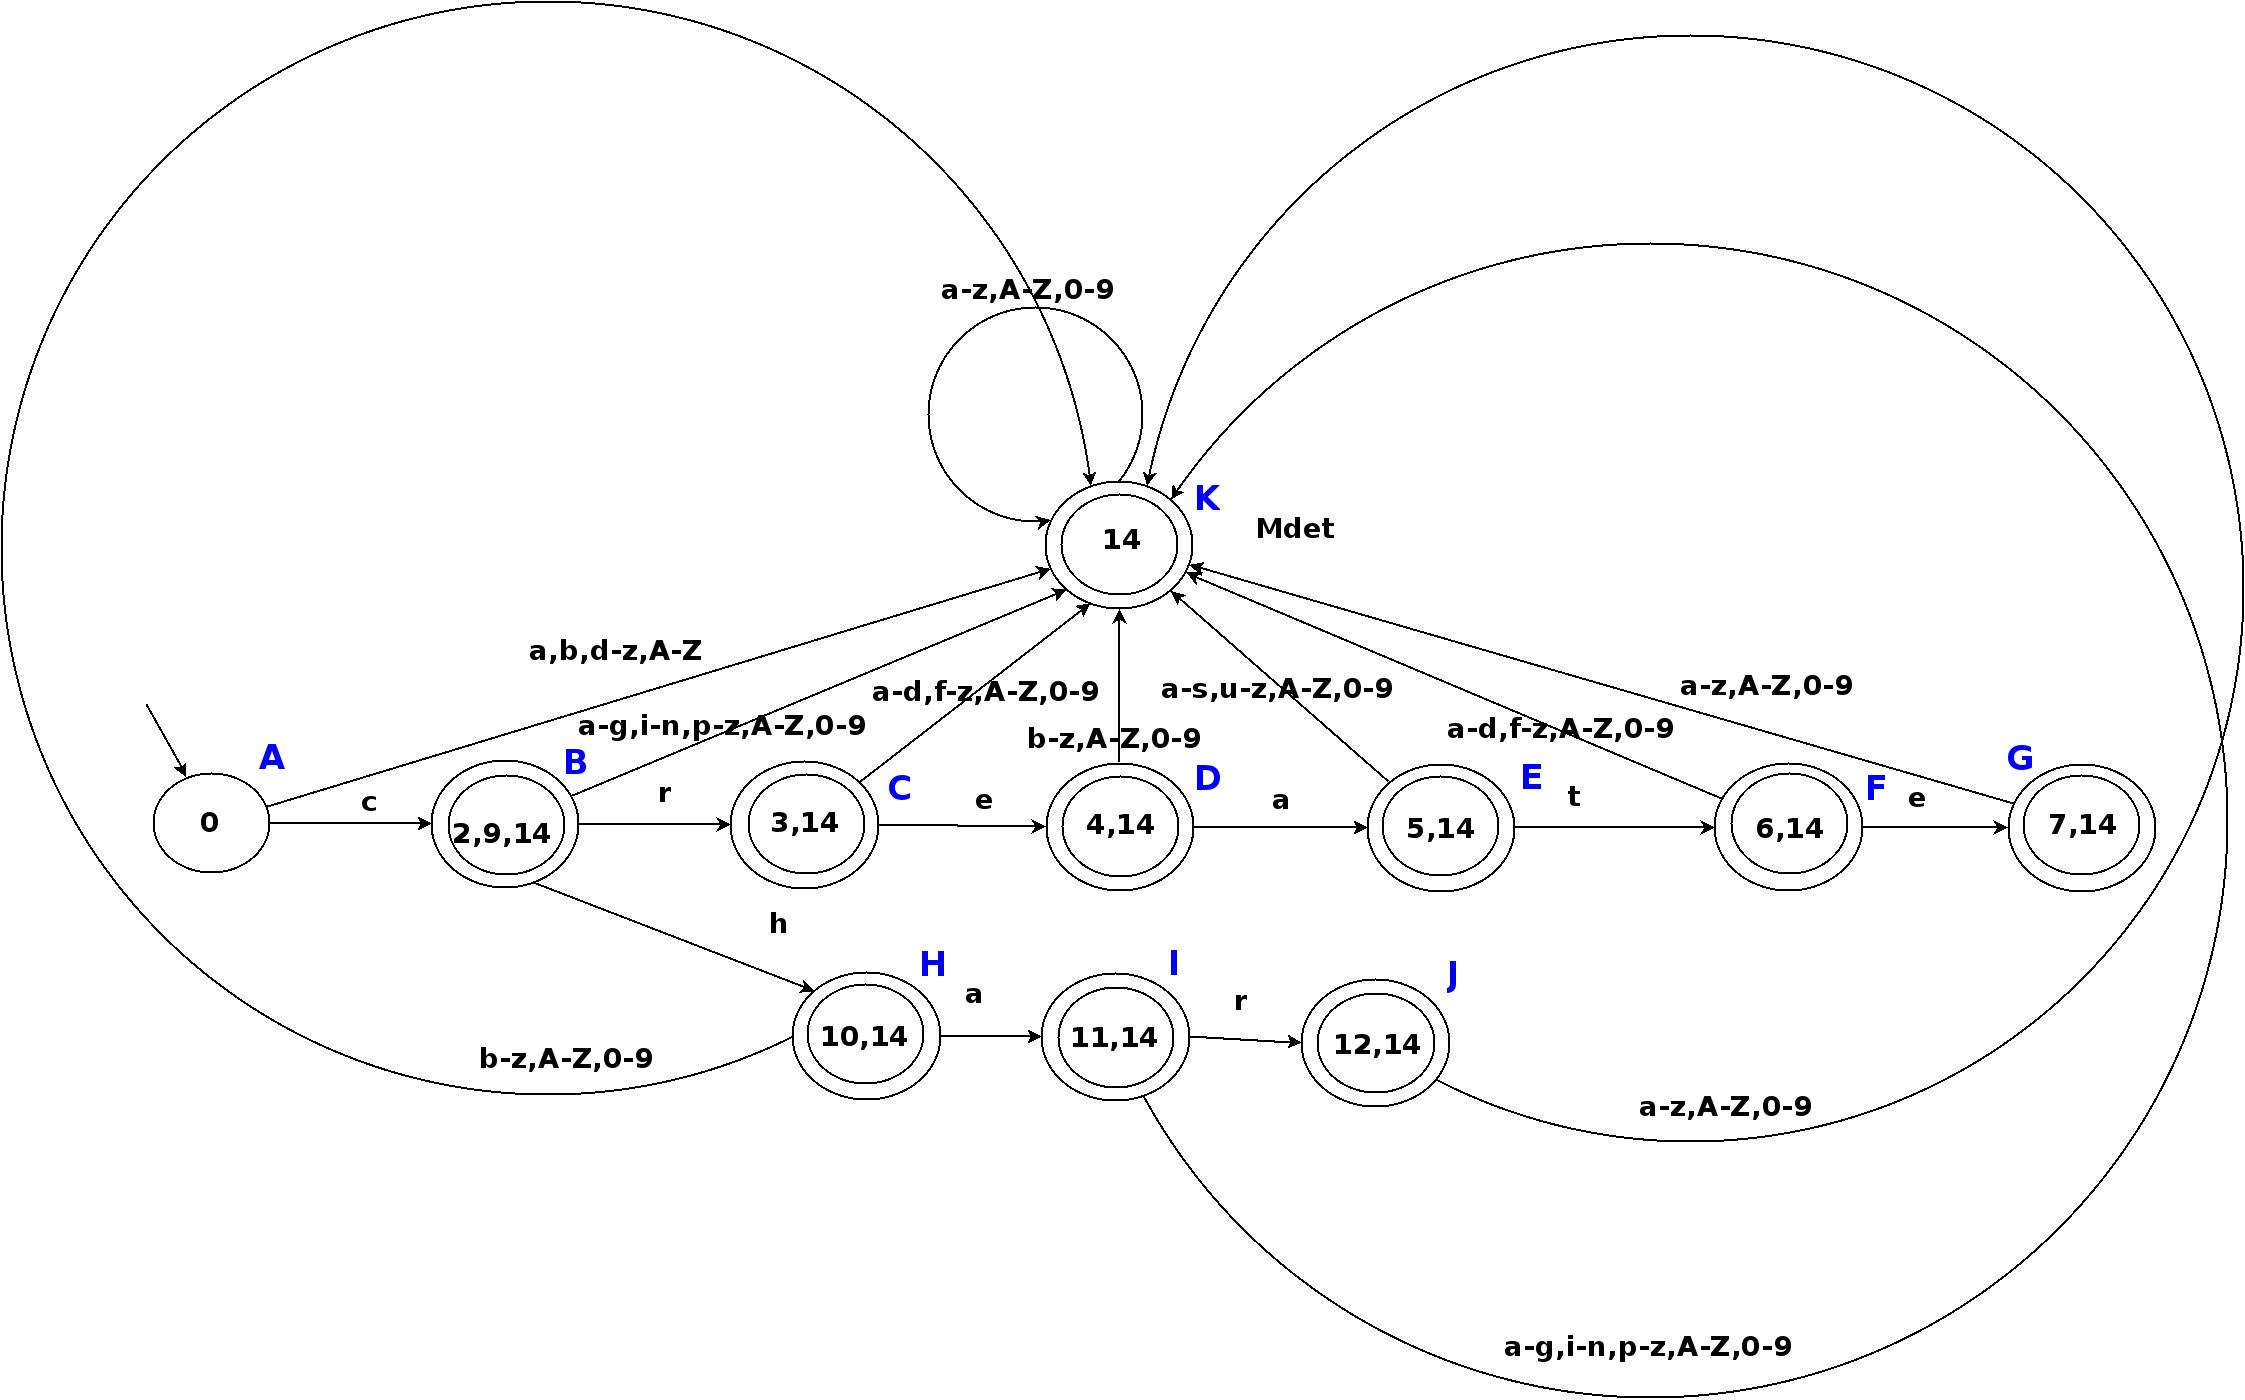 a-z,A-Z,0-9
K
14
Mdet
a,b,d-z,A-Z
a-g,i-n,p-z,A-Z,0-9
a-d,f-z,A-Z,0-9
b-z,A-Z,0-9
a-s,u-z,A-Z,0-9
a-d,f-z,A-Z,0-9
a-z,A-Z,0-9
A
0
c
B
2,9,14
r
C
3,14
e
D
4,14
a
E
5,14
t
F
6,14
e
G
7,14
h
H
10,14
a
I
11,14
r
J
12,14
b-z,A-Z,0-9
a-z,A-Z,0-9
a-g,i-n,p-z,A-Z,0-9